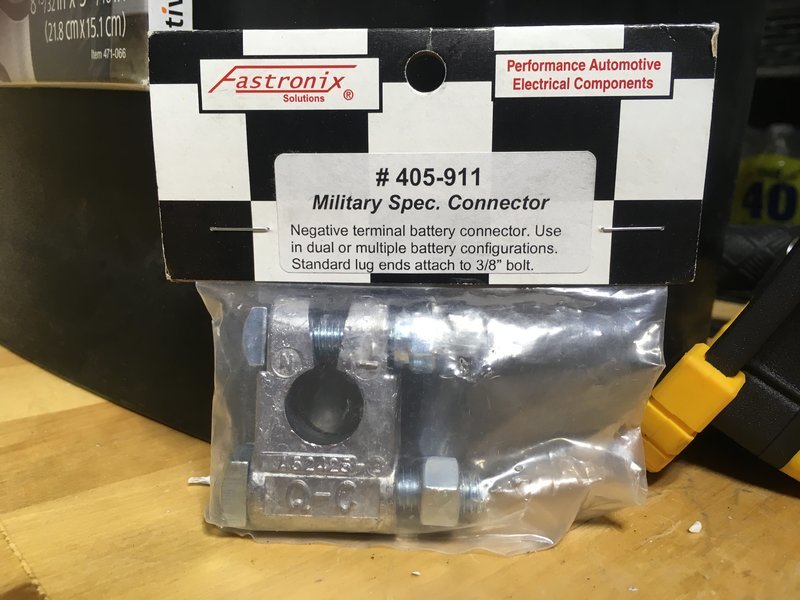 (21.8 cm x 15.1 cm)
Item 471-066
Fastronix
Solutions ®
Performance Automotive
Electrical Components
# 405-911
Military Spec. Connector
Negative terminal battery connector. Use
in dual or multiple battery configurations.
Standard lug ends attach to 3/8" bolt.
N
Q-C
40